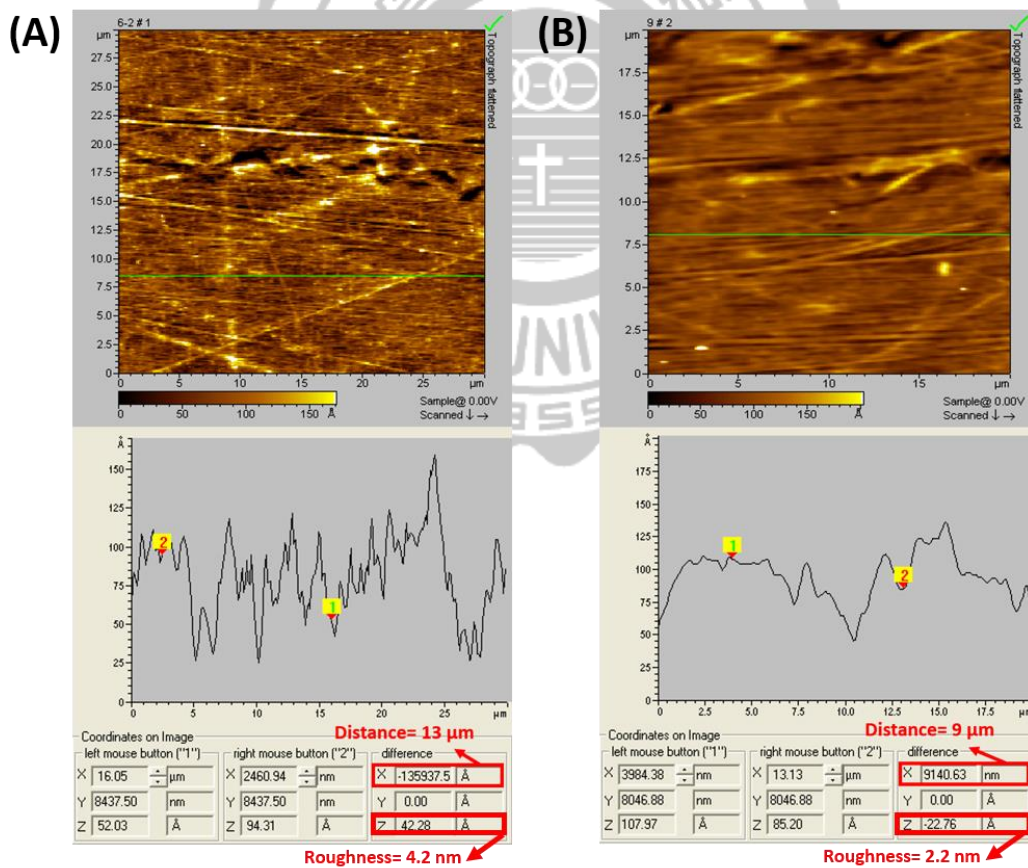 (A)
6-2 # 1
µm
27.5
25.0
22.5
20.0
17.5
15.0
12.5
10.0
7.5
5.0
2.5
0
0 5 10 15 20 25 µm
Topograph flattened
0 50 100 150 Å
Sample@ 0.00V
Scanned ↓ →
Å
150
125
100
75
50
25
0
2
1
0 5 10 15 20 25 µm
Distance= 13 µm
Coordinates on Image
left mouse button ("1") right mouse button ("2") difference
X 16.05 µm X 2460.94 nm X -135937.5 Å
Y 8437.50 nm Y 8437.50 nm Y 0.00 Å
Z 52.03 Å Z 94.31 Å Z 42.28 Å
Roughness= 4.2 nm
(B)
9 # 2
µm
17.5
15.0
12.5
10.0
7.5
5.0
2.5
0
0 5 10 15 µm
Topograph flattened
0 50 100 150 Å
Sample@ 0.00V
Scanned ↓ →
Å
175
150
125
100
75
50
25
0
1
2
0 2.5 5.0 7.5 10.0 12.5 15.0 17.5 µm
Distance= 9 µm
Coordinates on Image
left mouse button ("1") right mouse button ("2") difference
X 3984.38 nm X 13.13 µm X 9140.63 nm
Y 8046.88 nm Y 8046.88 nm Y 0.00 Å
Z 107.97 Å Z 85.20 Å Z -22.76 Å
Roughness= 2.2 nm
UNIV